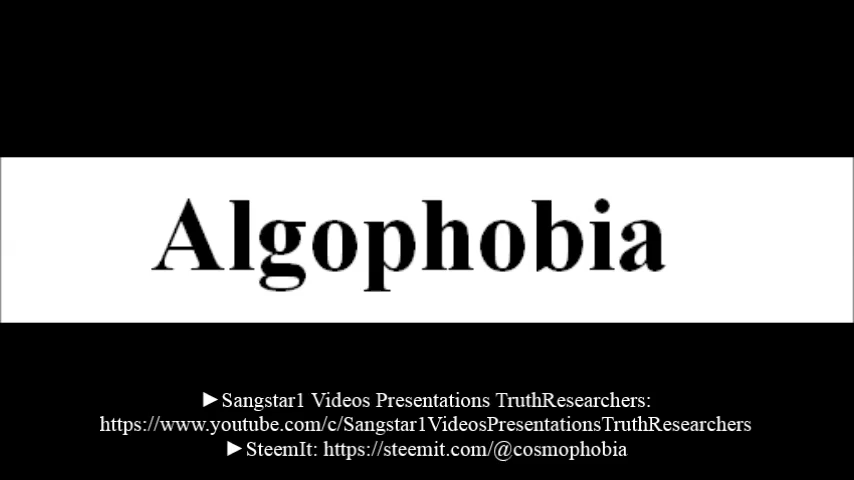 Algophobia
►Sangstar1 Videos Presentations TruthResearchers:
https://www.youtube.com/c/Sangstar1VideosPresentationsTruthResearchers
►SteemIt: https://steemit.com/@cosmophobia